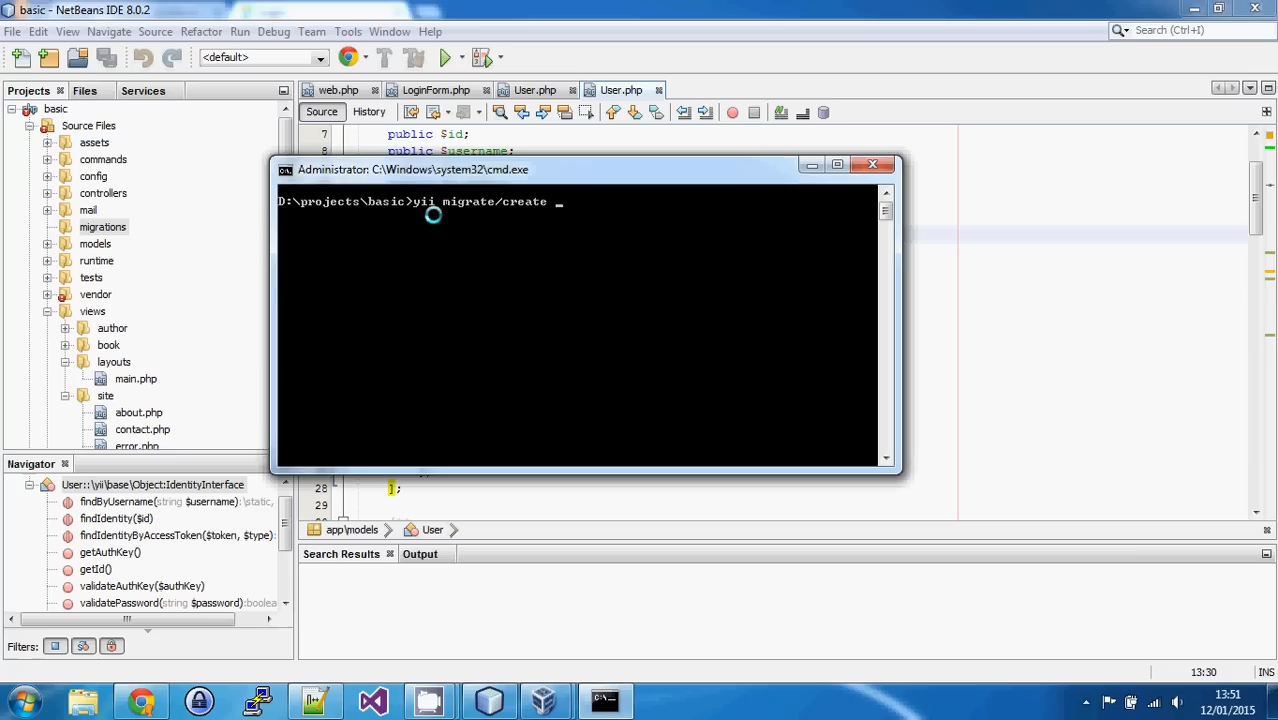 basic - NetBeans IDE 8.0.2
File Edit View Navigate Source Refactor Run Debug Team Tools Window Help
Search (Ctrl+I)
<default>
Projects Files Services
web.php LoginForm.php User.php User.php
Source History
basic
Source Files
assets
commands
config
controllers
mail
migrations
models
runtime
tests
vendor
views
author
book
layouts
main.php
site
about.php
contact.php
error.php
7 public $id;
8 public $username;
Administrator: C:\Windows\system32\cmd.exe
D:\projects\basic>yii migrate/create _
28 ];
29
app\models User
Navigator
User::\yii\base\Object:IdentityInterface
findByUsername(string $username):\static,
findIdentity($id)
findIdentityByAccessToken($token, $type):
getAuthKey()
getId()
validateAuthKey($authKey)
validatePassword(string $password):boolea
Filters:
Search Results Output
13:30 INS
13:51
12/01/2015